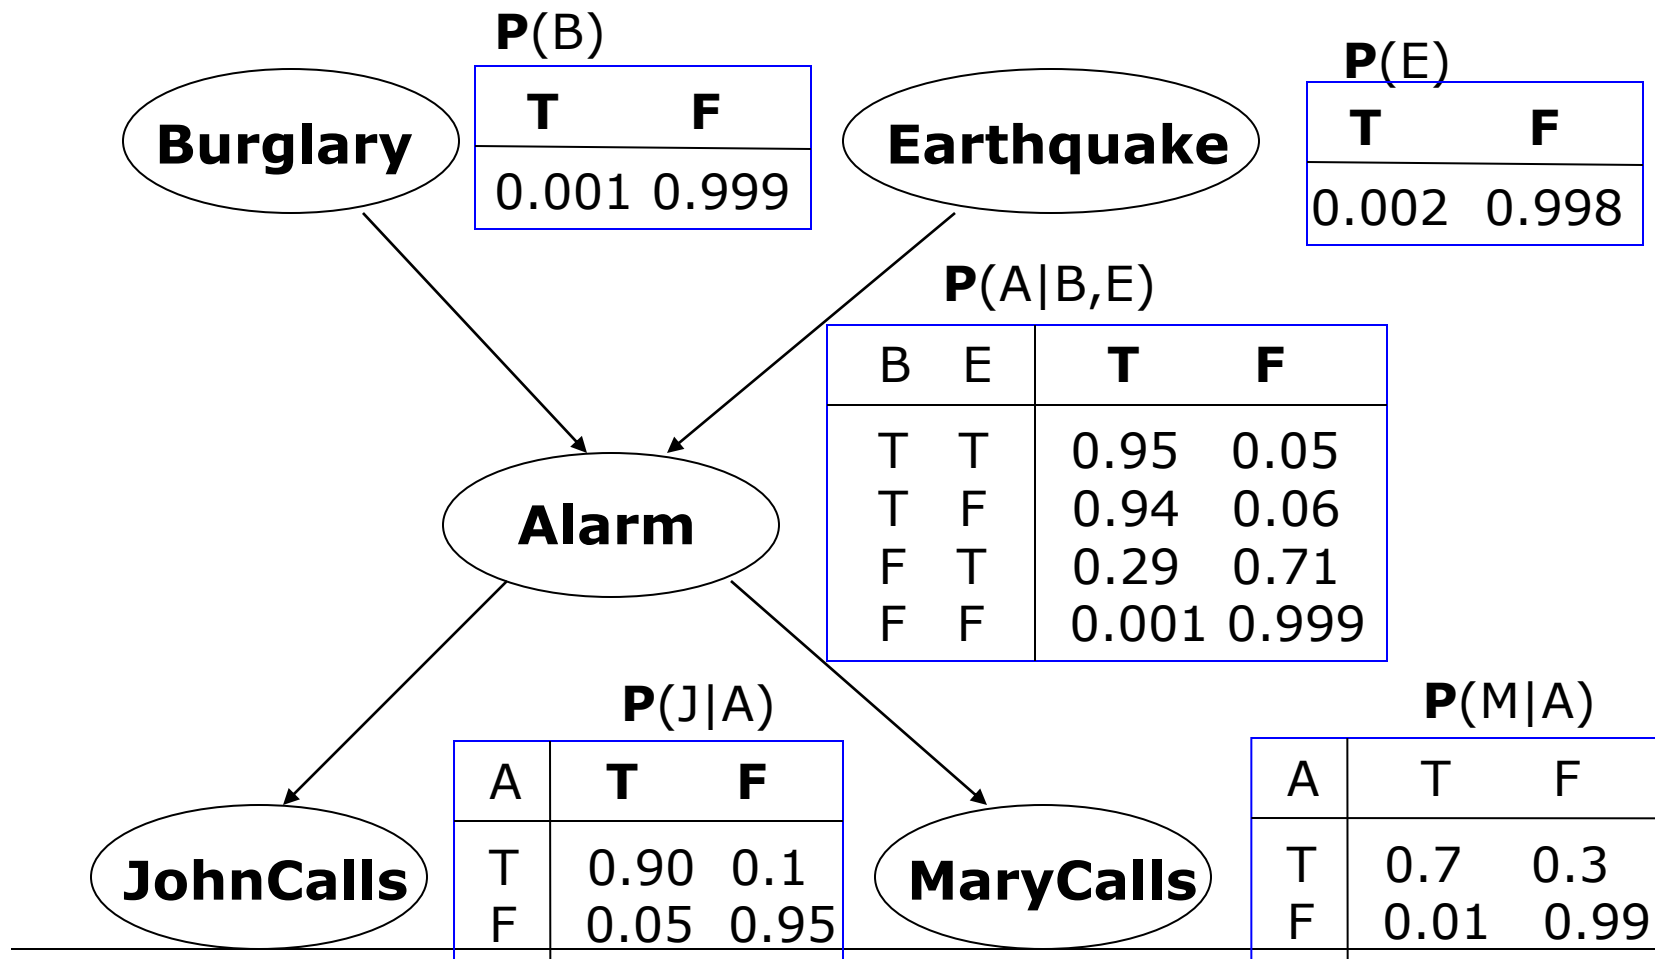 P(B)
T F
0.001 0.999
Burglary
P(E)
T F
0.002 0.998
Earthquake
P(A|B,E)
B E T F
T T 0.95 0.05
T F 0.94 0.06
F T 0.29 0.71
F F 0.001 0.999
Alarm
P(J|A)
A T F
T 0.90 0.1
F 0.05 0.95
JohnCalls
P(M|A)
A T F
T 0.7 0.3
F 0.01 0.99
MaryCalls